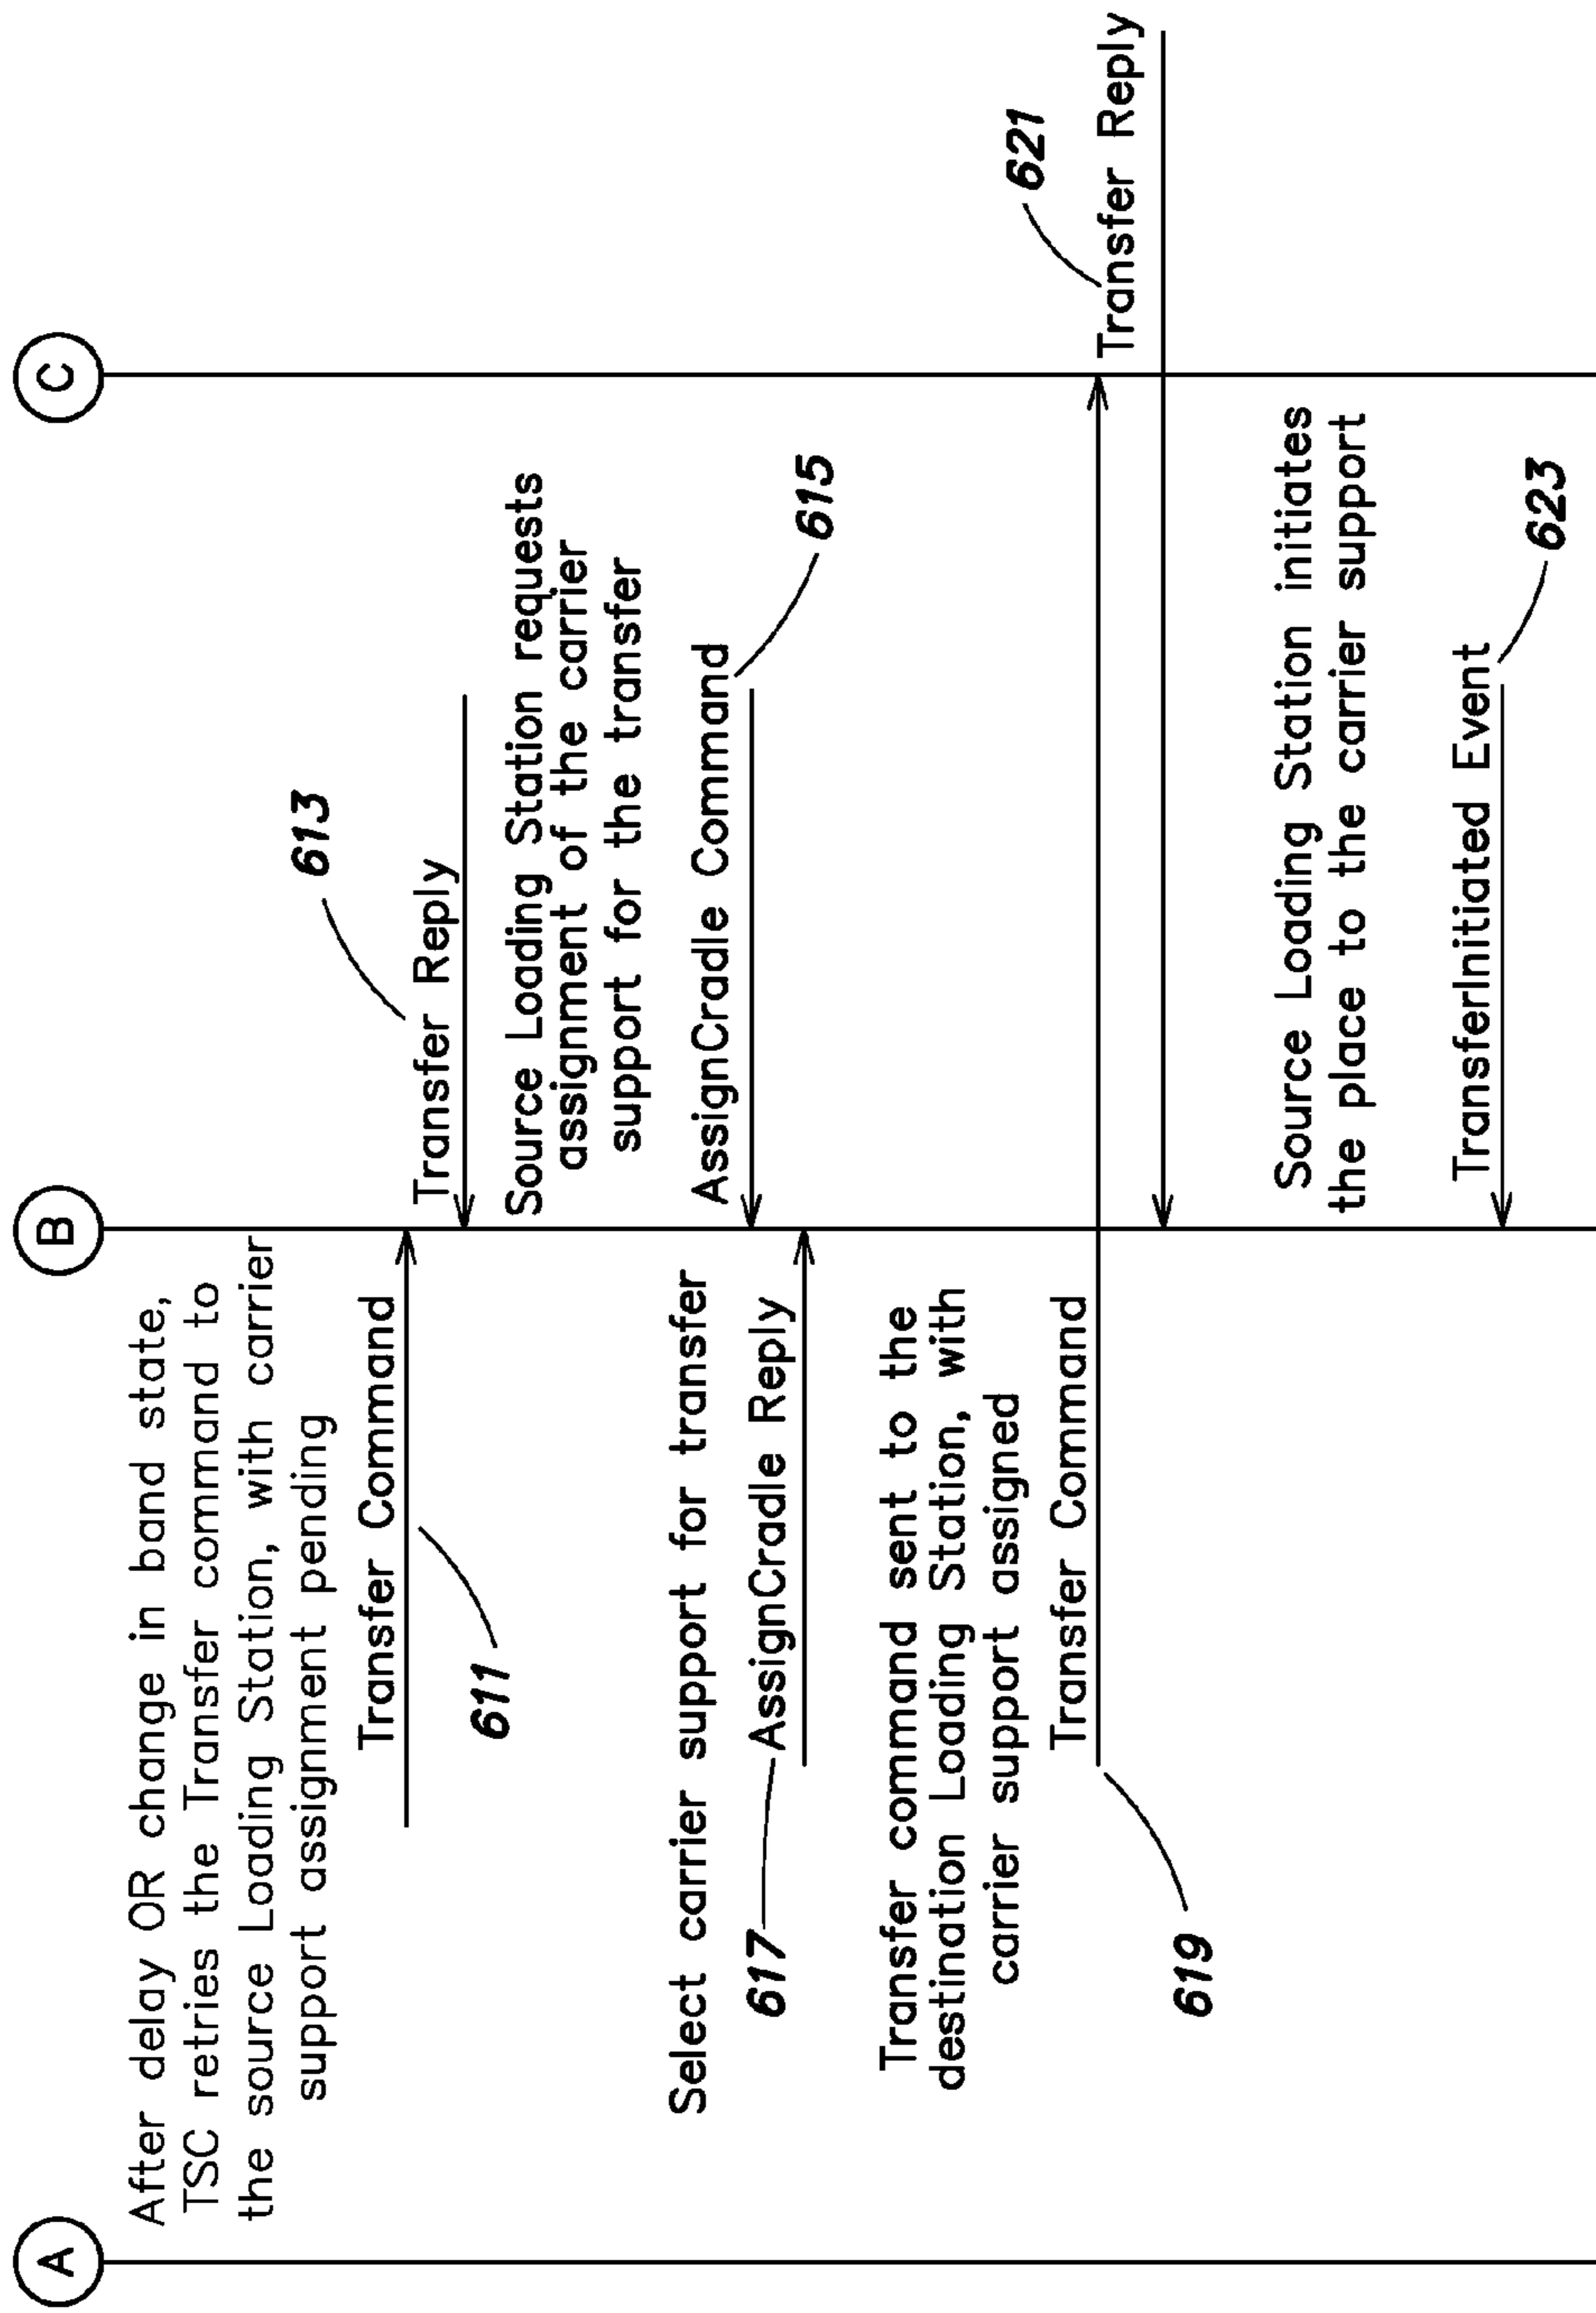 A
B
C
After delay OR change in band state,
TSC retries the Transfer command to
the source Loading Station, with carrier
support assignment pending
Transfer Command
611
613
Transfer Reply
Source Loading Station requests
assignment of the carrier
support for the transfer
AssignCradle Command
615
Select carrier support for transfer
617
AssignCradle Reply
Transfer command sent to the
destination Loading Station, with
carrier support assigned
Transfer Command
619
621
Transfer Reply
Source Loading Station initiates
the place to the carrier support
TransferInitiated Event
623